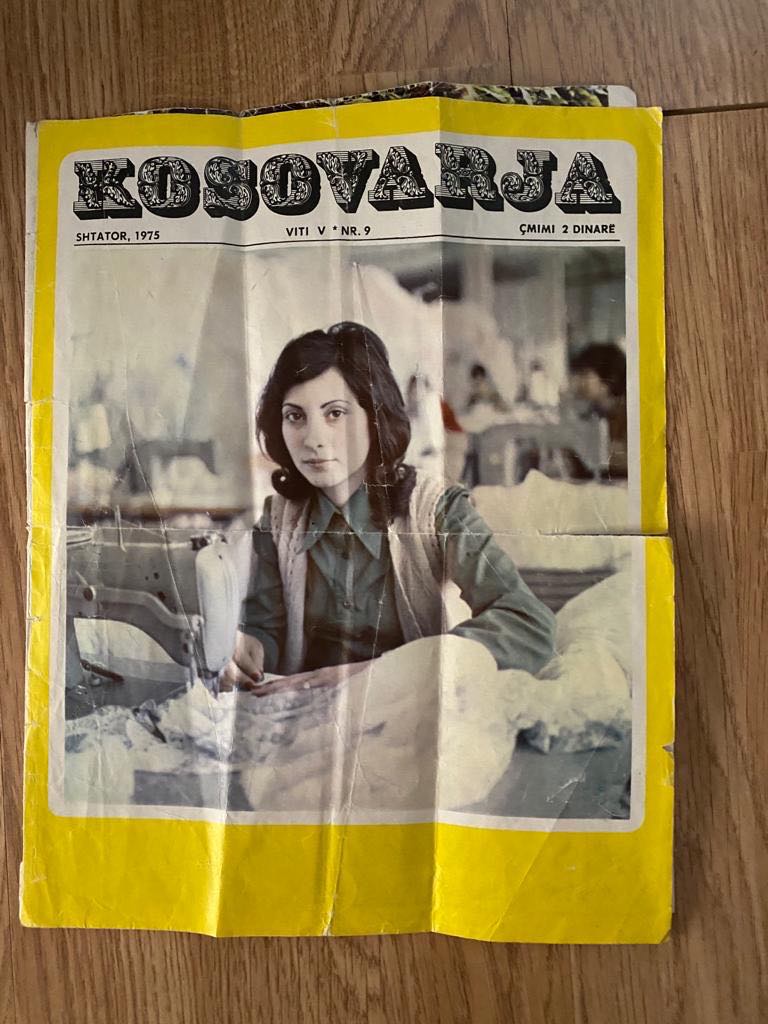 KOSOVARJA
SHTATOR, 1975 VITI V * NR. 9 ÇMIMI 2 DINARË